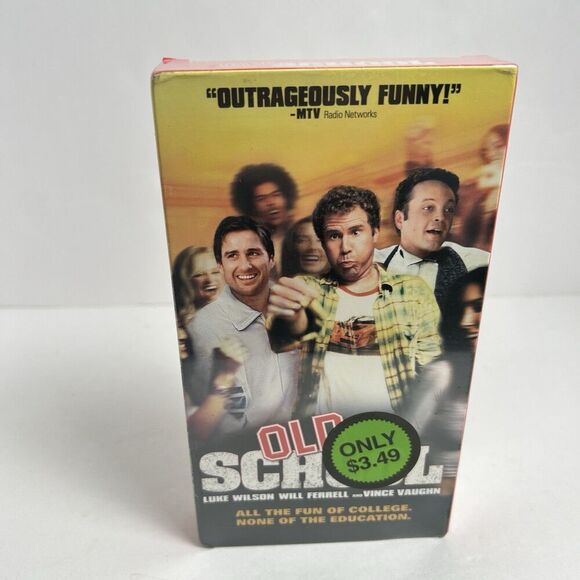 "OUTRAGEOUSLY FUNNY!"
-MTV Radio Networks
OLD
SCHOOL
ONLY
$3.49
LUKE WILSON WILL FERRELL AND VINCE VAUGHN
ALL THE FUN OF COLLEGE.
NONE OF THE EDUCATION.